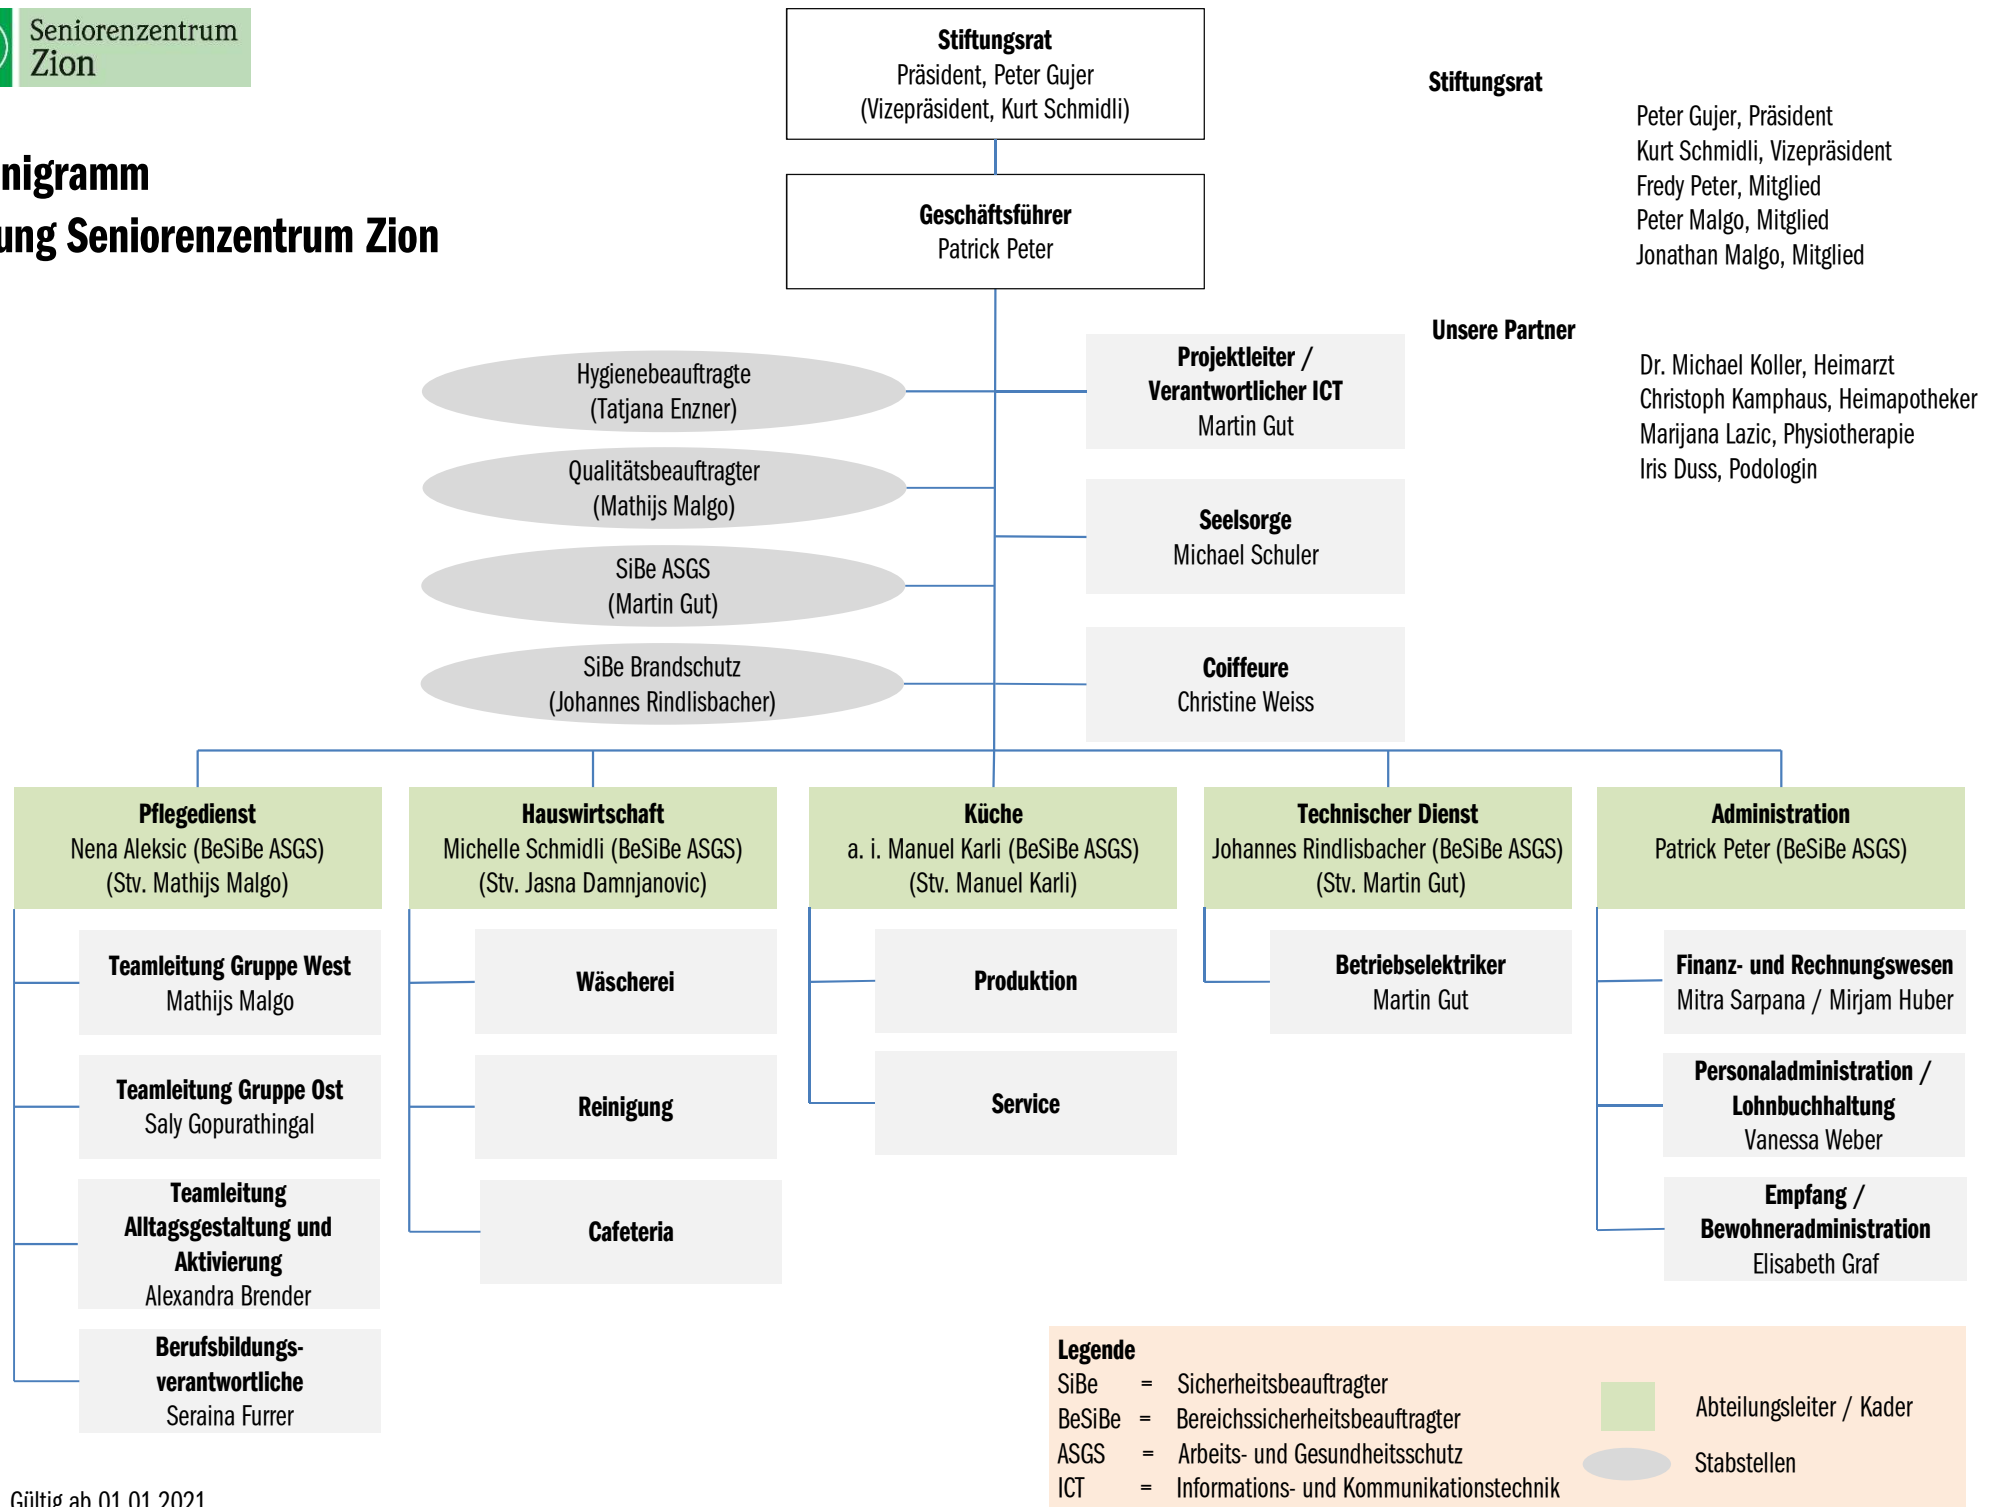 Seniorenzentrum
Zion
nigramm
ung Seniorenzentrum Zion
Stiftungsrat
Präsident, Peter Gujer
(Vizepräsident, Kurt Schmidli)
Geschäftsführer
Patrick Peter
Stiftungsrat
Peter Gujer, Präsident
Kurt Schmidli, Vizepräsident
Fredy Peter, Mitglied
Peter Malgo, Mitglied
Jonathan Malgo, Mitglied
Unsere Partner
Dr. Michael Koller, Heimarzt
Christoph Kamphaus, Heimapotheker
Marijana Lazic, Physiotherapie
Iris Duss, Podologin
Hygienebeauftragte
(Tatjana Enzner)
Qualitätsbeauftragter
(Mathijs Malgo)
SiBe ASGS
(Martin Gut)
SiBe Brandschutz
(Johannes Rindlisbacher)
Projektleiter /
Verantwortlicher ICT
Martin Gut
Seelsorge
Michael Schuler
Coiffeure
Christine Weiss
Pflegedienst
Nena Aleksic (BeSiBe ASGS)
(Stv. Mathijs Malgo)
Teamleitung Gruppe West
Mathijs Malgo
Teamleitung Gruppe Ost
Saly Gopurathingal
Teamleitung
Alltagsgestaltung und
Aktivierung
Alexandra Brender
Berufsbildungs-
verantwortliche
Seraina Furrer
Hauswirtschaft
Michelle Schmidli (BeSiBe ASGS)
(Stv. Jasna Damnjanovic)
Wäscherei
Reinigung
Cafeteria
Küche
a. i. Manuel Karli (BeSiBe ASGS)
(Stv. Manuel Karli)
Produktion
Service
Technischer Dienst
Johannes Rindlisbacher (BeSiBe ASGS)
(Stv. Martin Gut)
Betriebselektriker
Martin Gut
Administration
Patrick Peter (BeSiBe ASGS)
Finanz- und Rechnungswesen
Mitra Sarpana / Mirjam Huber
Personaladministration /
Lohnbuchhaltung
Vanessa Weber
Empfang /
Bewohneradministration
Elisabeth Graf
Legende
SiBe = Sicherheitsbeauftragter
BeSiBe = Bereichssicherheitsbeauftragter
ASGS = Arbeits- und Gesundheitsschutz
ICT = Informations- und Kommunikationstechnik
Abteilungsleiter / Kader
Stabstellen
Gültig ab 01.01.2021